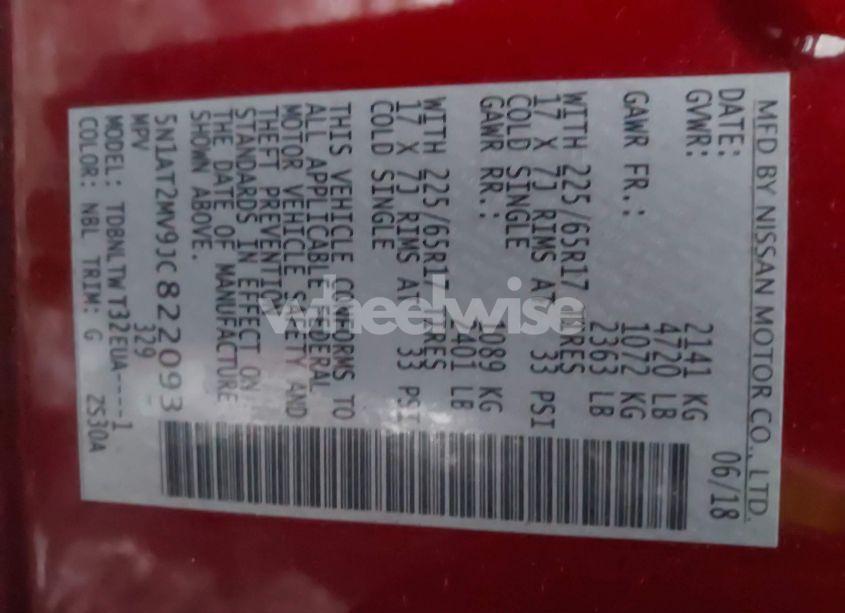 MFD BY NISSAN MOTOR CO., LTD.
DATE: 06/18
GVWR: 2141 KG
4720 LB
GAWR FR.: 1072 KG
2363 LB
WITH 225/65R17 TIRES
17 X 7J RIMS AT 33 PSI
COLD SINGLE
GAWR RR.: 1089 KG
2401 LB
WITH 225/65R17 TIRES
17 X 7J RIMS AT 33 PSI
COLD SINGLE
THIS VEHICLE CONFORMS TO
ALL APPLICABLE FEDERAL
MOTOR VEHICLE SAFETY AND
THEFT PREVENTION
STANDARDS IN EFFECT ON
THE DATE OF MANUFACTURE
SHOWN ABOVE.
5N1AT2MV9JC822093
MPV 329
MODEL: TDBNLTWT32EUA----1
COLOR: NBL TRIM: G 2S30A
wheelwise